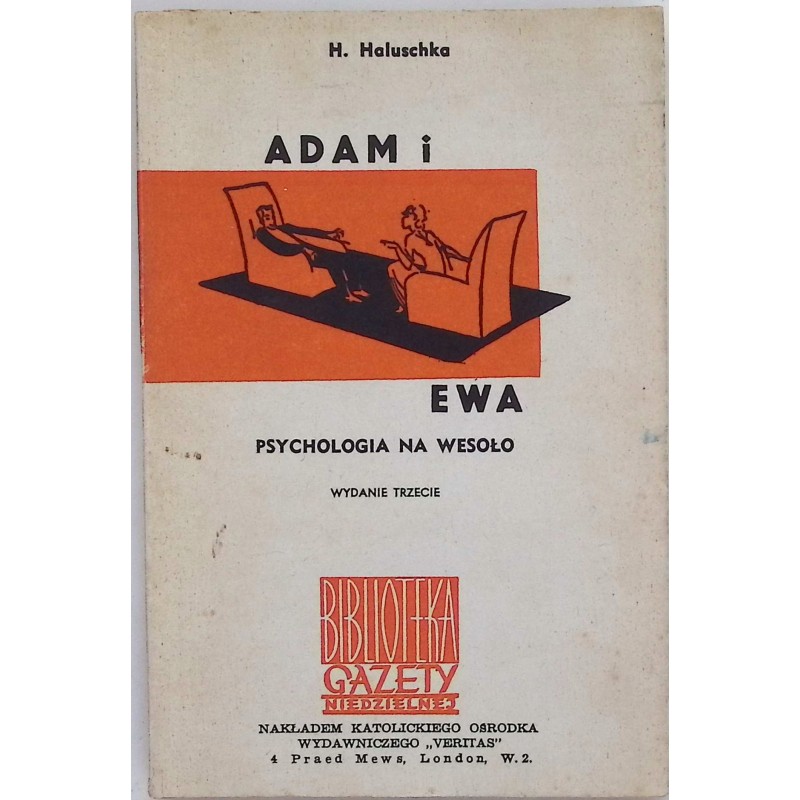 H. Haluschka
ADAM i
EWA
PSYCHOLOGIA NA WESOŁO
WYDANIE TRZECIE
BIBLIOTEKA
GAZETY
NIEDZIELNEJ
NAKŁADEM KATOLICKIEGO OŚRODKA
WYDAWNICZEGO „VERITAS"
4 Praed Mews, London, W.2.